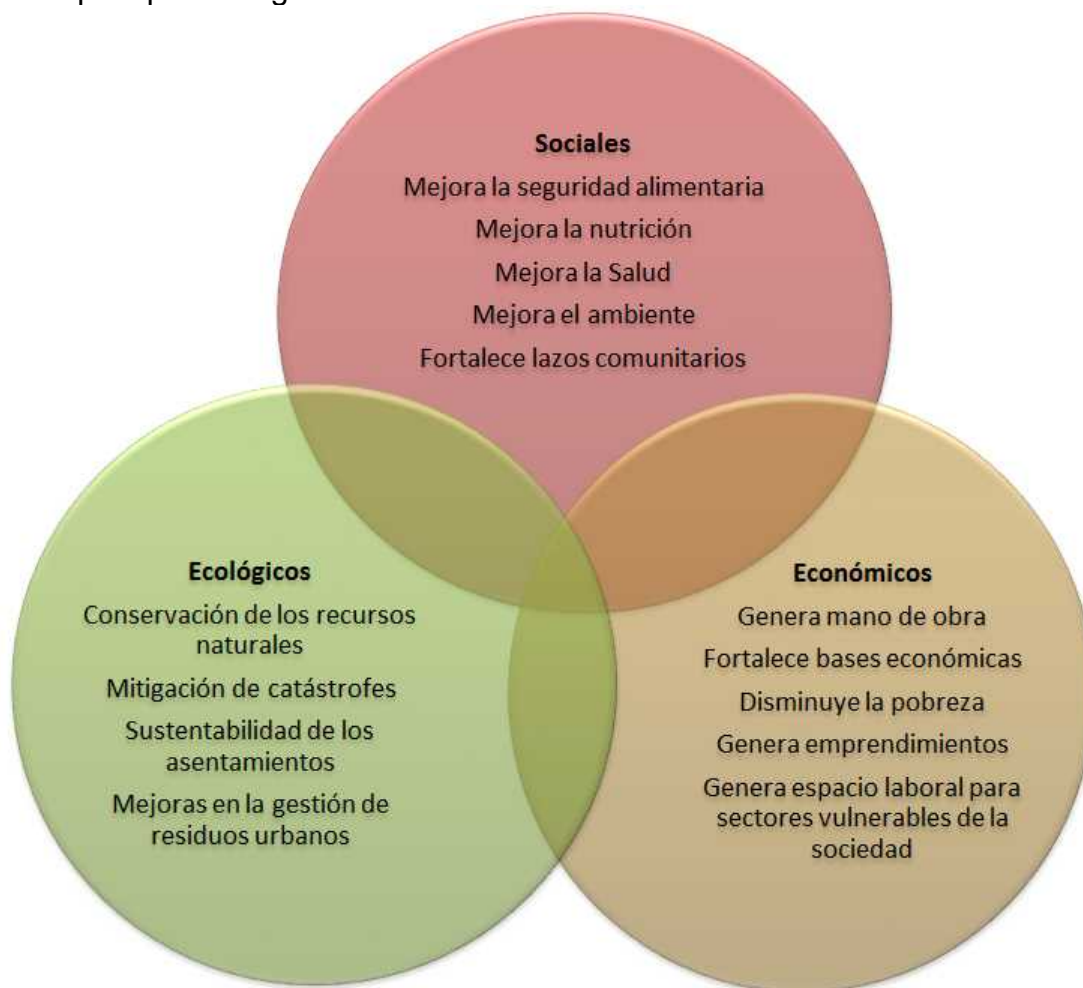 Sociales
Mejora la seguridad alimentaria
Mejora la nutrición
Mejora la Salud
Mejora el ambiente
Fortalece lazos comunitarios
Ecológicos
Conservación de los recursos
naturales
Mitigación de catástrofes
Sustentabilidad de los
asentamientos
Mejoras en la gestión de
residuos urbanos
Económicos
Genera mano de obra
Fortalece bases económicas
Disminuye la pobreza
Genera emprendimientos
Genera espacio laboral para
sectores vulnerables de la
sociedad